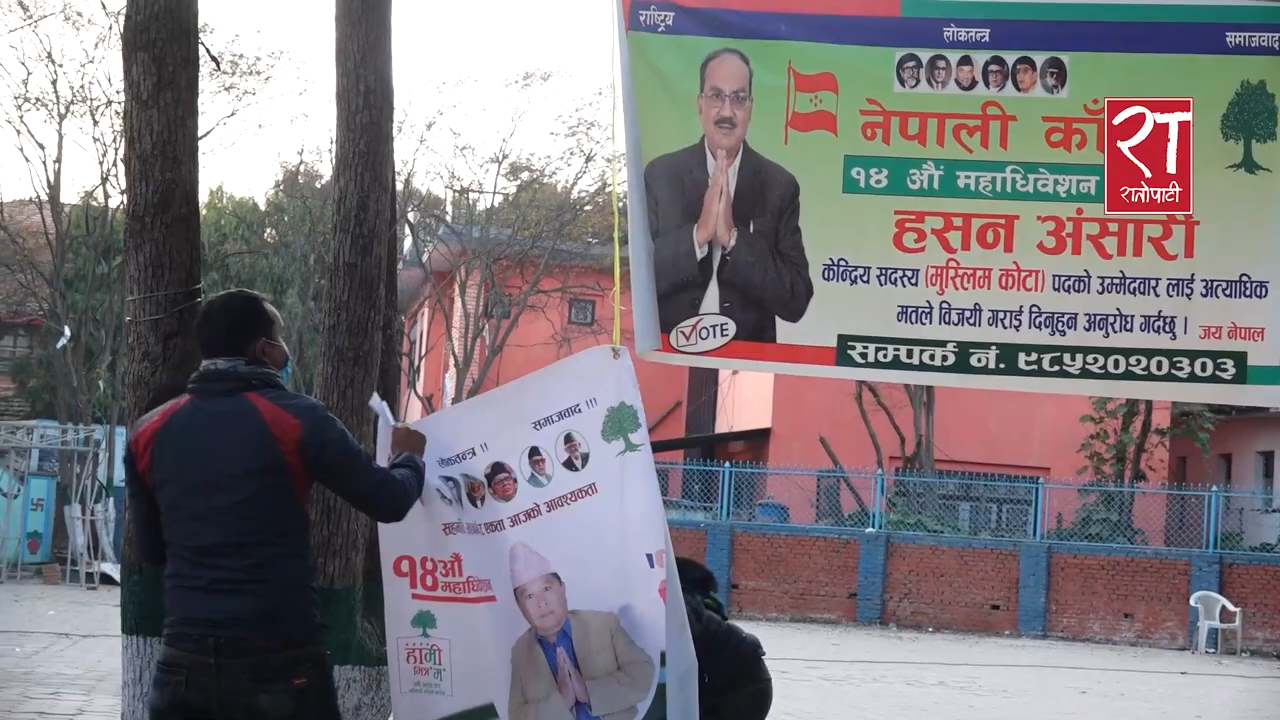 राष्ट्रिय लोकतन्त्र समाजवाद
नेपाली काँ
१४ औं महाधिवेशन
हसन अंसारी
केन्द्रिय सदस्य (मुस्लिम कोटा) पदको उम्मेदवार लाई अत्याधिक
मतले विजयी गराई दिनुहुन अनुरोध गर्दछु । जय नेपाल
सम्पर्क नं. ९८५२०२०३०३
VOTE
रा
रातोपाटी
लोकतन्त्र !! समाजवाद !!!
एकता आजको आवश्यकता
१४औं
महाधिवेशन
हामी